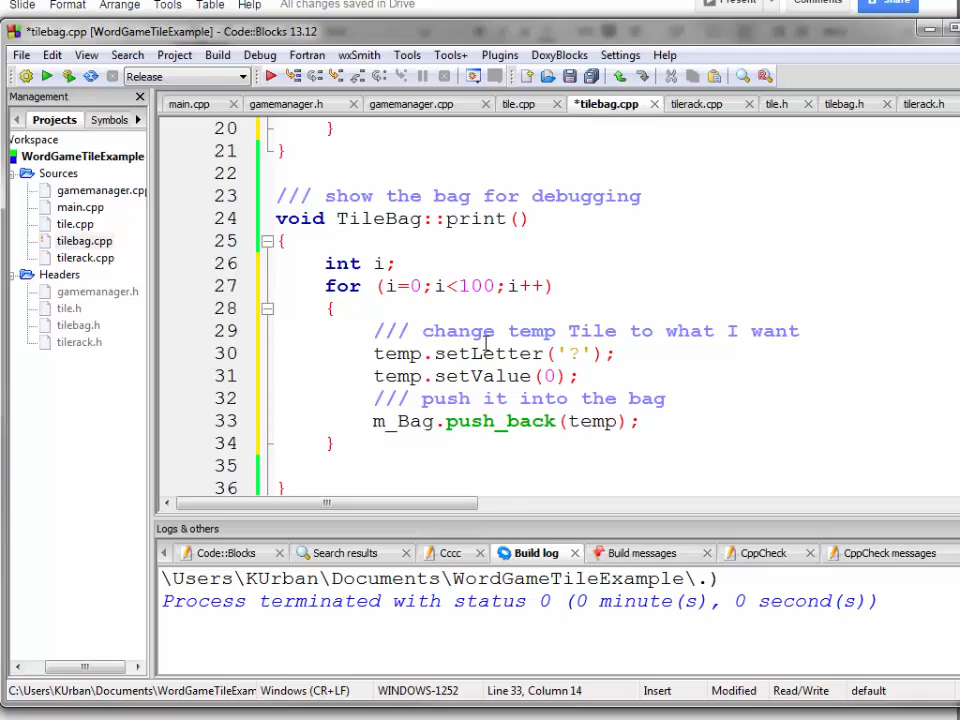 Slide Format Arrange Tools Table Help All changes saved in Drive Present Comments Share
*tilebag.cpp [WordGameTileExample] - Code::Blocks 13.12
File Edit View Search Project Build Debug Fortran wxSmith Tools Tools+ Plugins DoxyBlocks Settings Help
Release
Management
main.cpp gamemanager.h gamemanager.cpp tile.cpp *tilebag.cpp tilerack.cpp tile.h tilebag.h tilerack.h
Projects Symbols
Workspace
WordGameTileExample
Sources
gamemanager.cpp
main.cpp
tile.cpp
tilebag.cpp
tilerack.cpp
Headers
gamemanager.h
tile.h
tilebag.h
tilerack.h
20 }
21 }
22
23 /// show the bag for debugging
24 void TileBag::print()
25 {
26 int i;
27 for (i=0;i<100;i++)
28 {
29 /// change temp Tile to what I want
30 temp.setLetter('?');
31 temp.setValue(0);
32 /// push it into the bag
33 m_Bag.push_back(temp);
34 }
35
36 }
Logs & others
Code::Blocks Search results Cccc Build log Build messages CppCheck CppCheck messages
\Users\KUrban\Documents\WordGameTileExample\.)
Process terminated with status 0 (0 minute(s), 0 second(s))
C:\Users\KUrban\Documents\WordGameTileExam Windows (CR+LF) WINDOWS-1252 Line 33, Column 14 Insert Modified Read/Write default